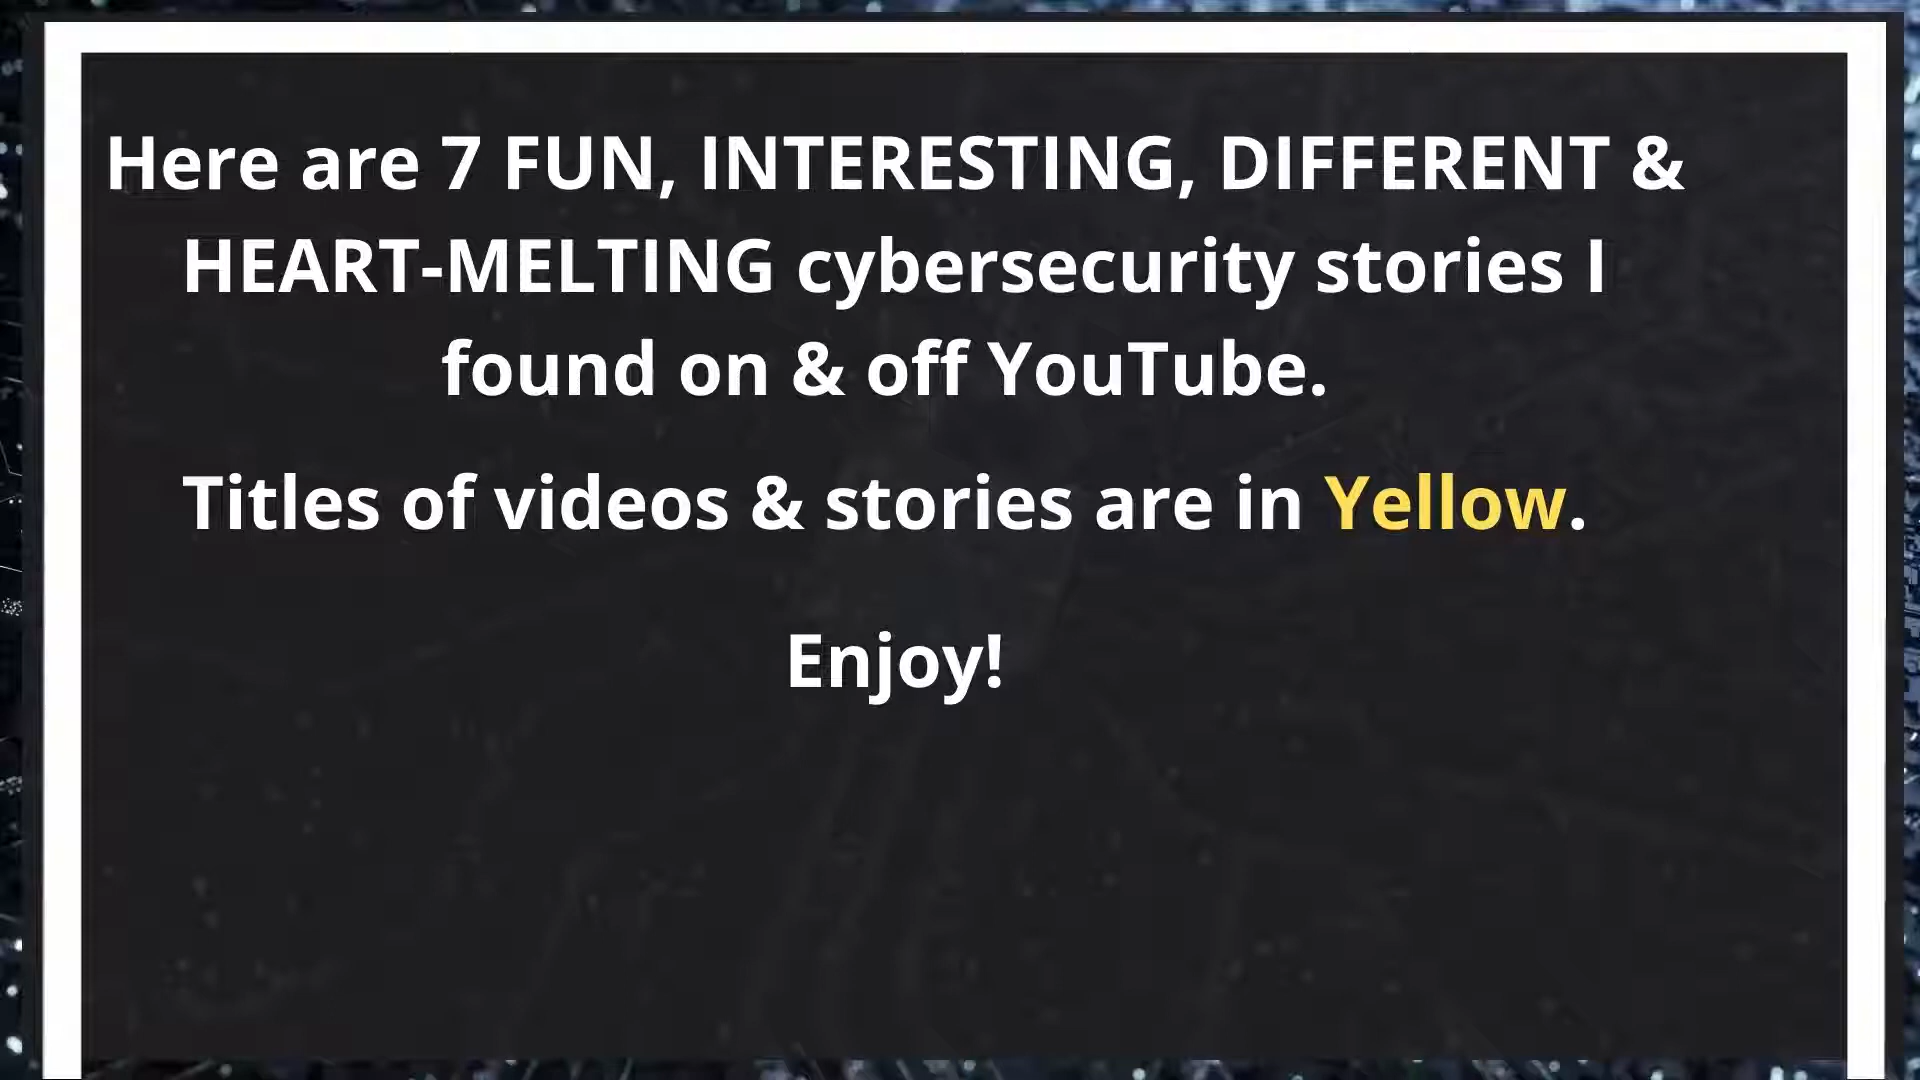 Here are 7 FUN, INTERESTING, DIFFERENT &
HEART-MELTING cybersecurity stories I
found on & off YouTube.
Titles of videos & stories are in Yellow.
Enjoy!